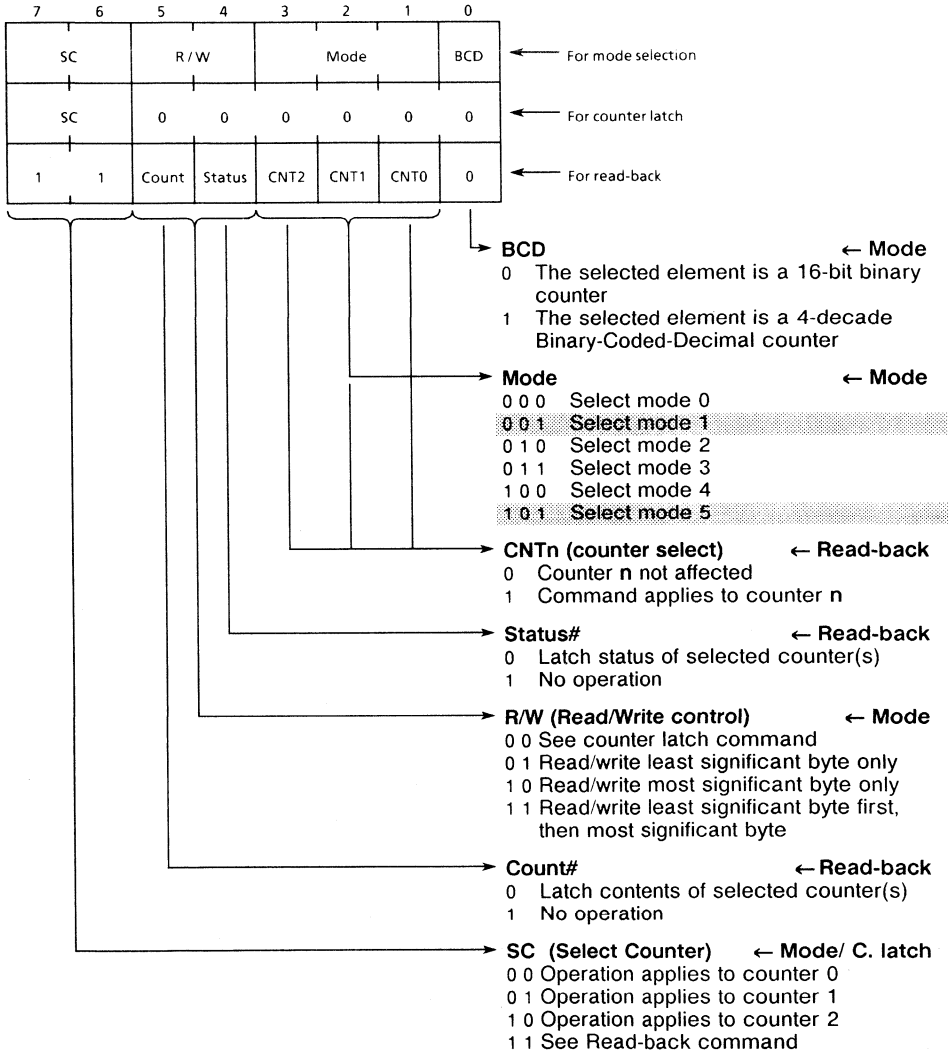 7 6 5 4 3 2 1 0
SC R / W Mode BCD ← For mode selection
SC 0 0 0 0 0 0 ← For counter latch
1 1 Count Status CNT2 CNT1 CNT0 0 ← For read-back
BCD ← Mode
0 The selected element is a 16-bit binary
counter
1 The selected element is a 4-decade
Binary-Coded-Decimal counter
Mode ← Mode
0 0 0 Select mode 0
0 0 1 Select mode 1
0 1 0 Select mode 2
0 1 1 Select mode 3
1 0 0 Select mode 4
1 0 1 Select mode 5
CNTn (counter select) ← Read-back
0 Counter n not affected
1 Command applies to counter n
Status# ← Read-back
0 Latch status of selected counter(s)
1 No operation
R/W (Read/Write control) ← Mode
0 0 See counter latch command
0 1 Read/write least significant byte only
1 0 Read/write most significant byte only
1 1 Read/write least significant byte first,
then most significant byte
Count# ← Read-back
0 Latch contents of selected counter(s)
1 No operation
SC (Select Counter) ← Mode/ C. latch
0 0 Operation applies to counter 0
0 1 Operation applies to counter 1
1 0 Operation applies to counter 2
1 1 See Read-back command